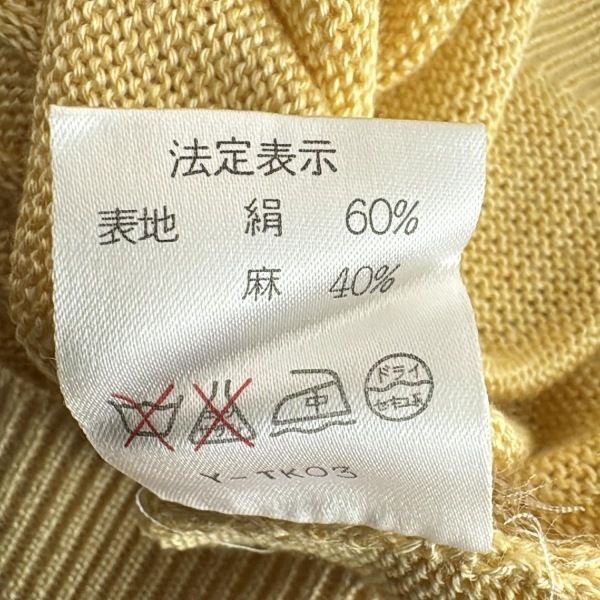 法定表示
表地 絹 60%
麻 40%
中 ドライ
セキユ系
Y-TK03